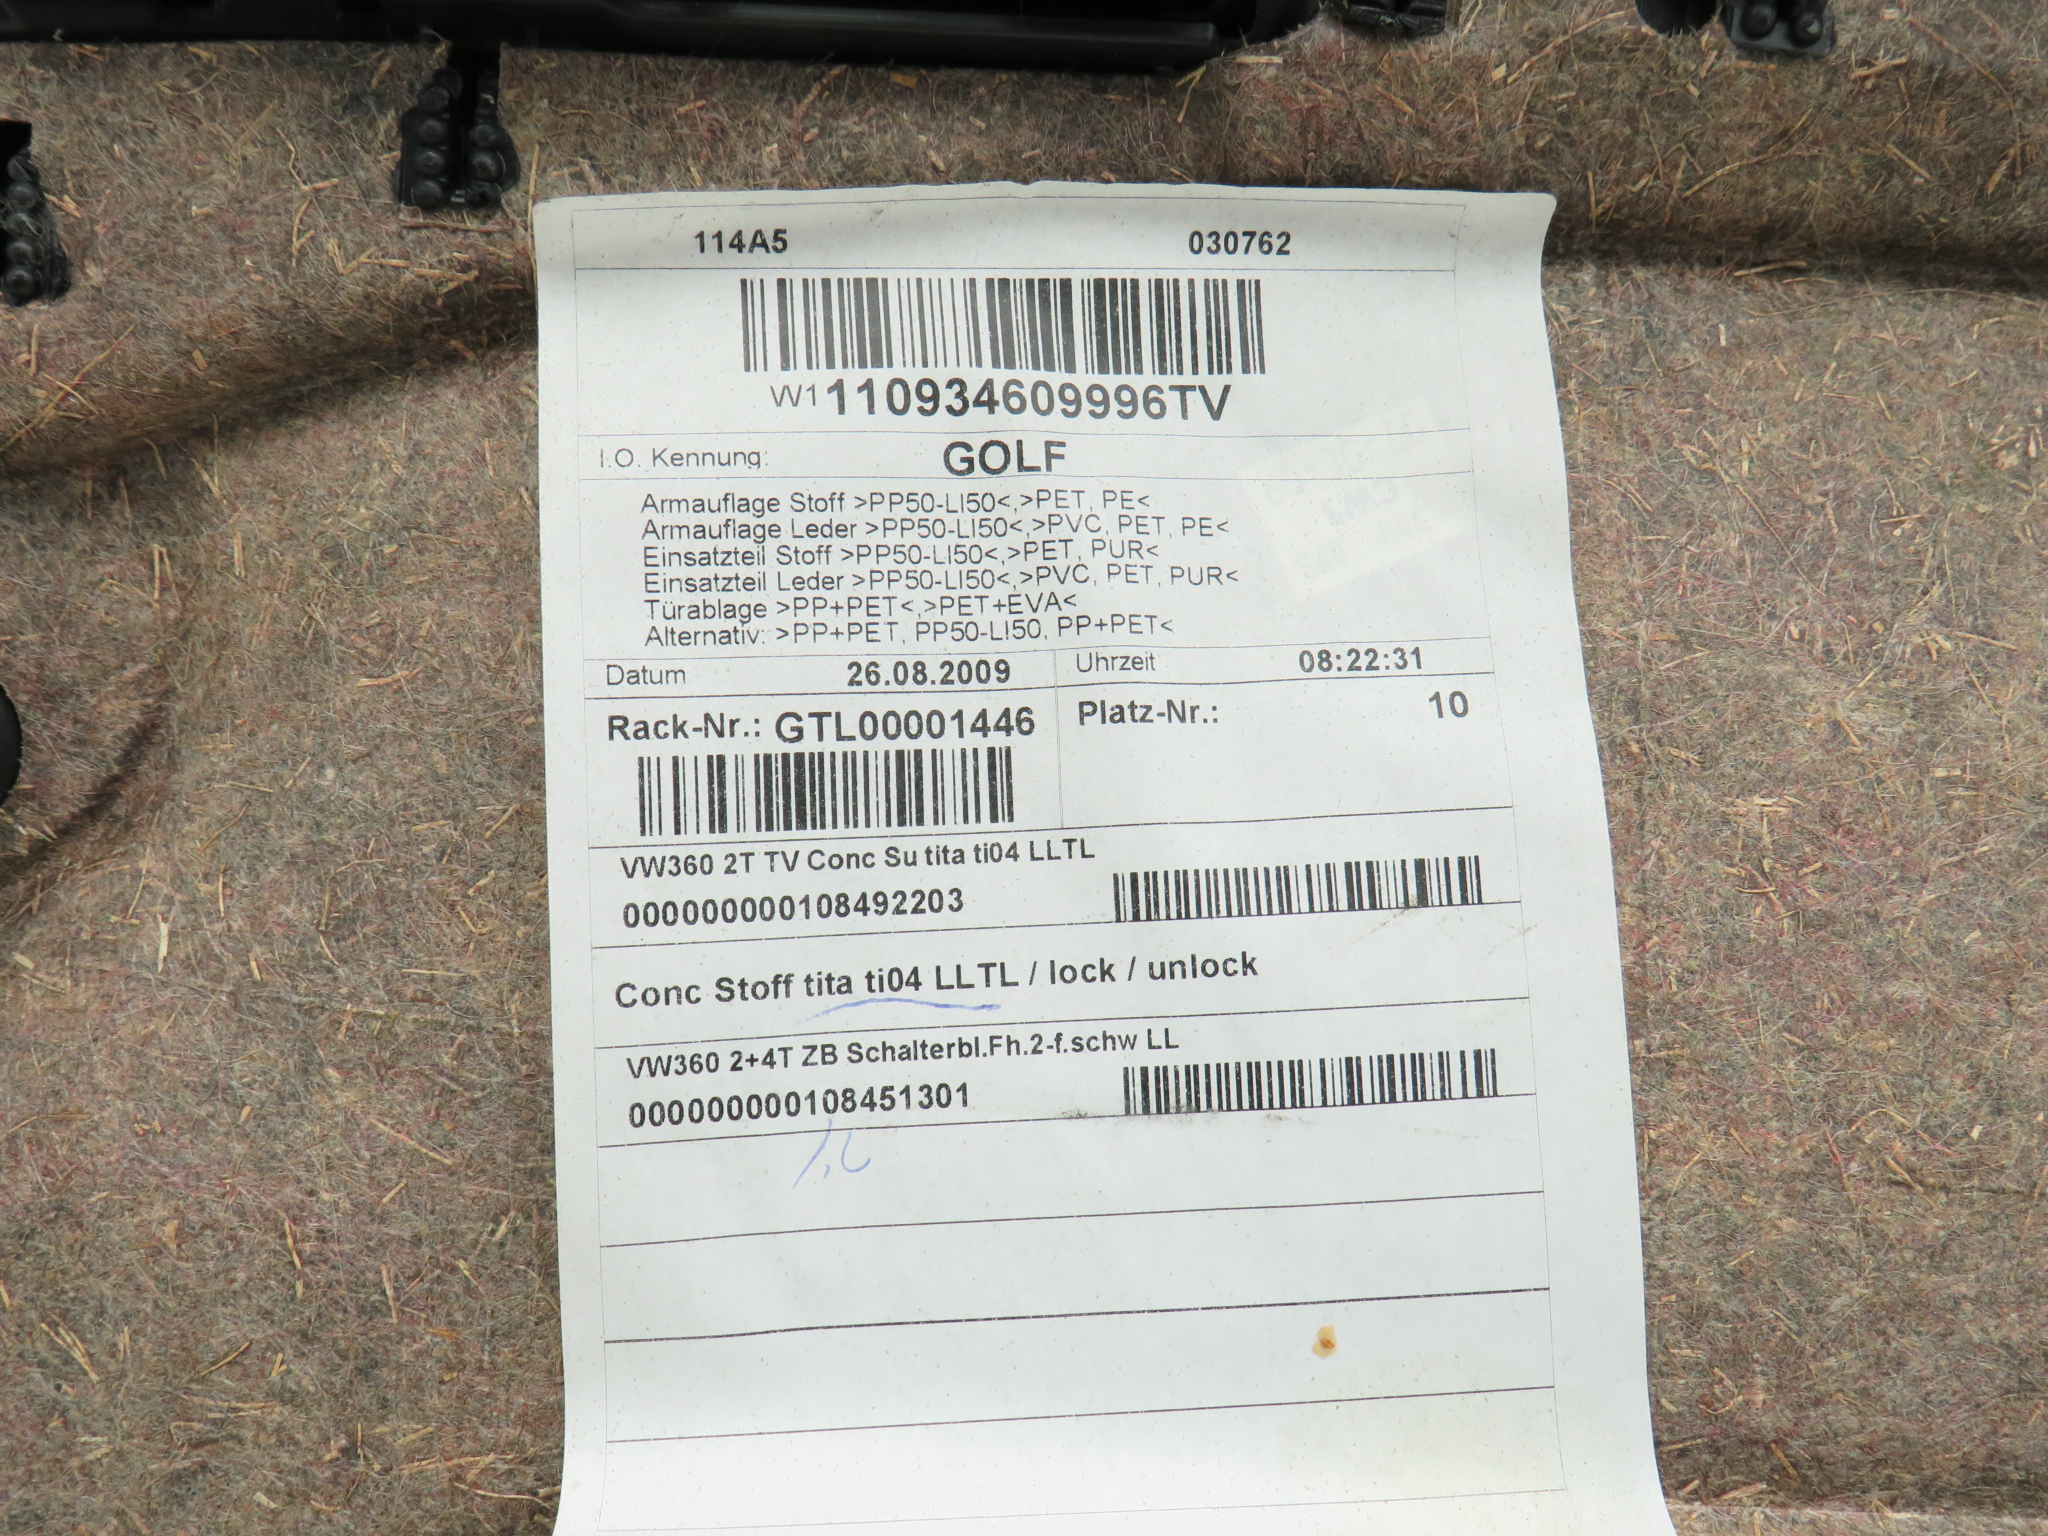 114A5 030762
W1110934609996TV
I.O. Kennung: GOLF
Armauflage Stoff >PP50-LI50<,>PET, PE<
Armauflage Leder >PP50-LI50<,>PVC, PET, PE<
Einsatzteil Stoff >PP50-LI50<,>PET, PUR<
Einsatzteil Leder >PP50-LI50<,>PVC, PET, PUR<
Türablage >PP+PET<,>PET+EVA<
Alternativ: >PP+PET, PP50-LI50, PP+PET<
Datum 26.08.2009 Uhrzeit 08:22:31
Rack-Nr.: GTL00001446 Platz-Nr.: 10
VW360 2T TV Conc Su tita ti04 LLTL
000000000108492203
Conc Stoff tita ti04 LLTL / lock / unlock
VW360 2+4T ZB Schalterbl.Fh.2-f.schw LL
000000000108451301